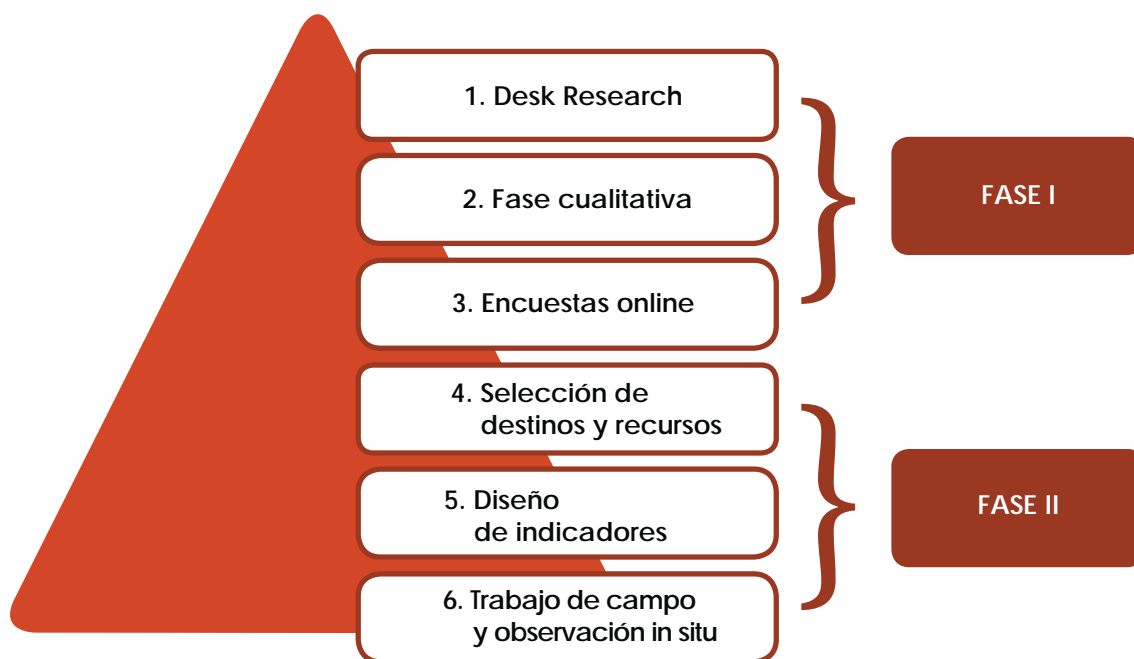 1. Desk Research
2. Fase cualitativa
3. Encuestas online
FASE I
4. Selección de
destinos y recursos
5. Diseño
de indicadores
6. Trabajo de campo
y observación in situ
FASE II